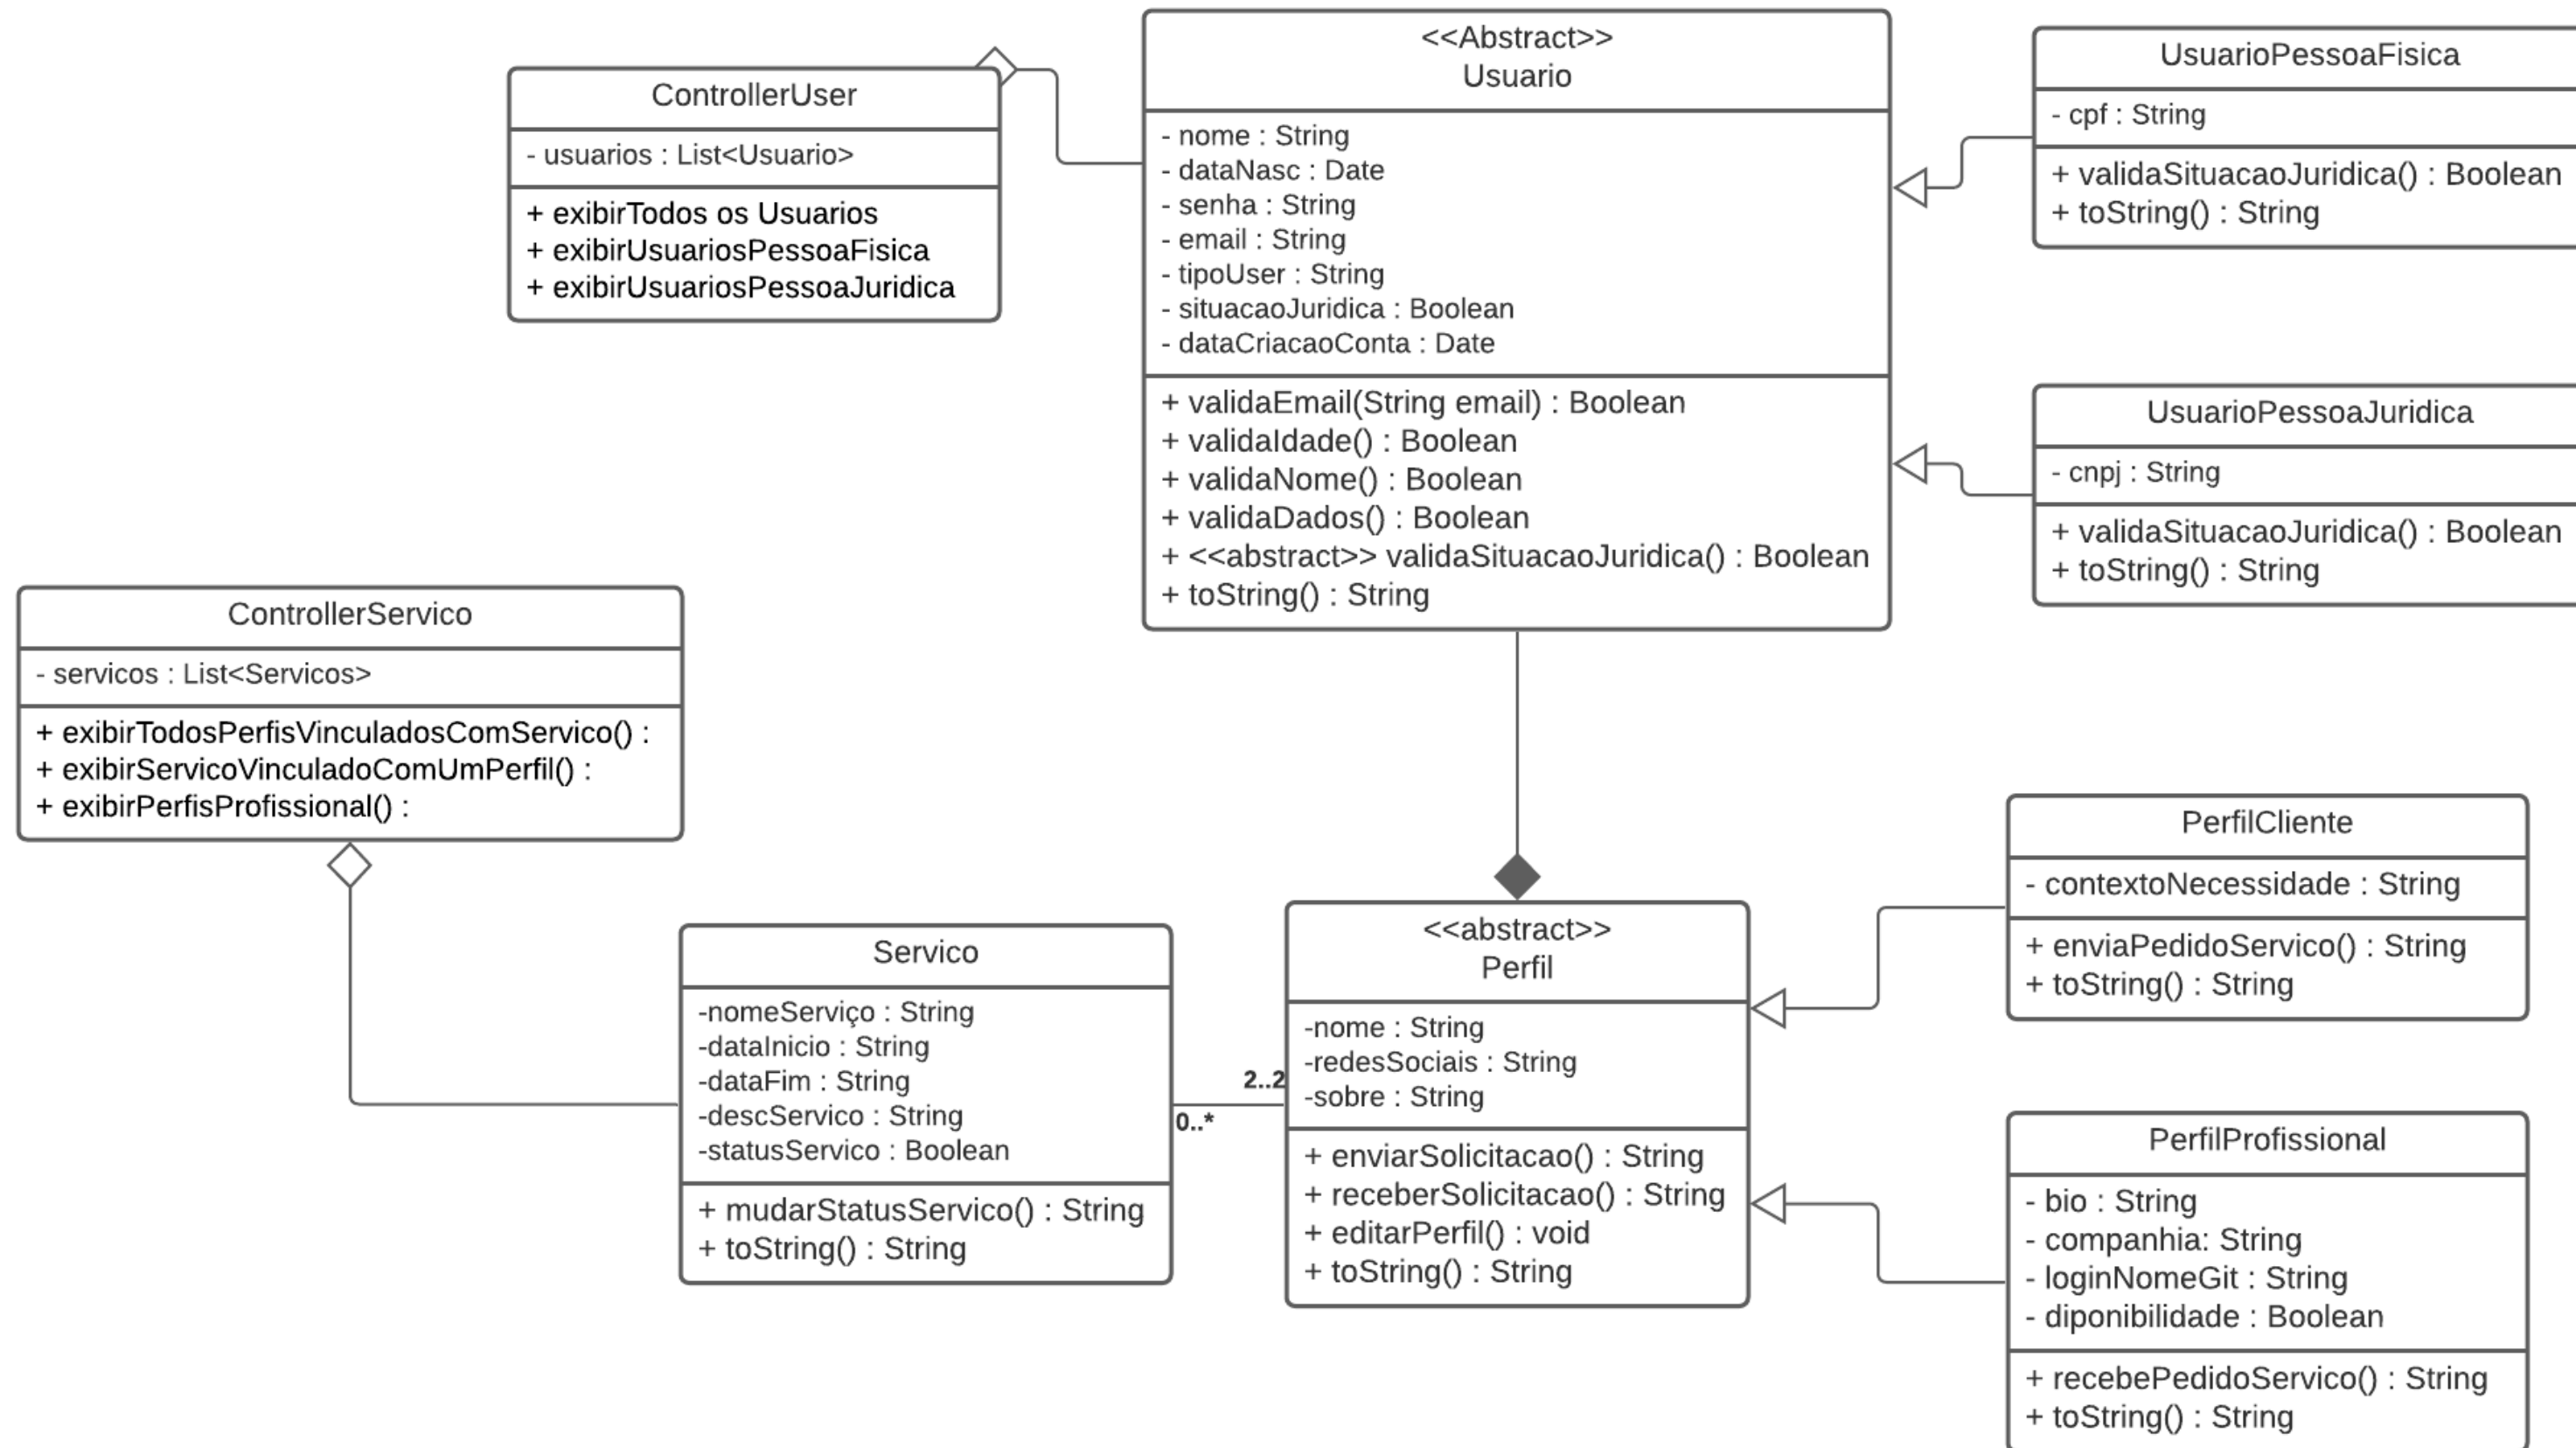 ControllerUser
- usuarios : List<Usuario>
+ exibirTodos os Usuarios
+ exibirUsuariosPessoaFisica
+ exibirUsuariosPessoaJuridica
<<Abstract>>
Usuario
- nome : String
- dataNasc : Date
- senha : String
- email : String
- tipoUser : String
- situacaoJuridica : Boolean
- dataCriacaoConta : Date
+ validaEmail(String email) : Boolean
+ validaIdade() : Boolean
+ validaNome() : Boolean
+ validaDados() : Boolean
+ <<abstract>> validaSituacaoJuridica() : Boolean
+ toString() : String
UsuarioPessoaFisica
- cpf : String
+ validaSituacaoJuridica() : Boolean
+ toString() : String
UsuarioPessoaJuridica
- cnpj : String
+ validaSituacaoJuridica() : Boolean
+ toString() : String
ControllerServico
- servicos : List<Servicos>
+ exibirTodosPerfisVinculadosComServico() :
+ exibirServicoVinculadoComUmPerfil() :
+ exibirPerfisProfissional() :
Servico
-nomeServiço : String
-dataInicio : String
-dataFim : String
-descServico : String
-statusServico : Boolean
+ mudarStatusServico() : String
+ toString() : String
2..2
0..*
<<abstract>>
Perfil
-nome : String
-redesSociais : String
-sobre : String
+ enviarSolicitacao() : String
+ receberSolicitacao() : String
+ editarPerfil() : void
+ toString() : String
PerfilCliente
- contextoNecessidade : String
+ enviaPedidoServico() : String
+ toString() : String
PerfilProfissional
- bio : String
- companhia: String
- loginNomeGit : String
- diponibilidade : Boolean
+ recebePedidoServico() : String
+ toString() : String